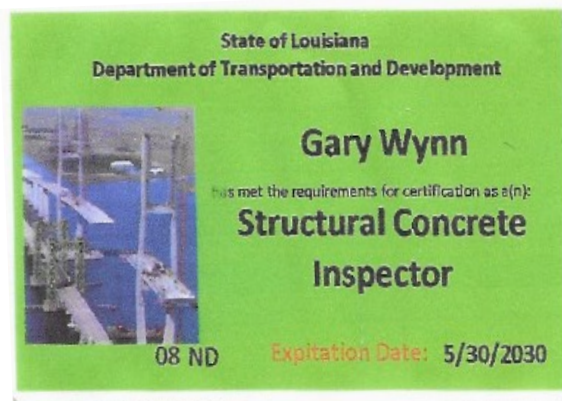 State of Louisiana
Department of Transportation and Development
Gary Wynn
has met the requirements for certification as a(n):
Structural Concrete
Inspector
08 ND Expitation Date: 5/30/2030